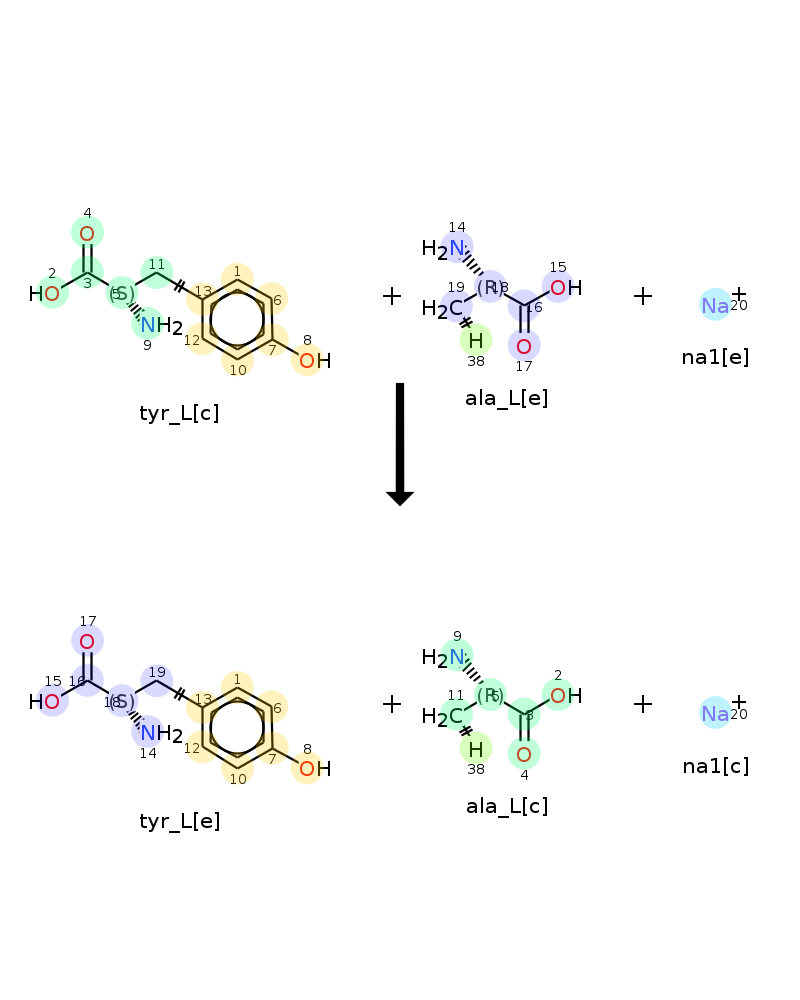 4
O
2
HO
3
(S)
5
11
NH2
9
13
1
6
12
10
7
8
OH
tyr_L[c]
+
14
H2N
(R)
18
19
H2C
H
38
16
15
OH
O
17
ala_L[e]
+
Na+
20
na1[e]
17
O
15
HO
16
(S)
18
19
NH2
14
13
1
6
12
10
7
8
OH
tyr_L[e]
+
9
H2N
(R)
5
11
H2C
H
38
3
2
OH
O
4
ala_L[c]
+
Na+
20
na1[c]